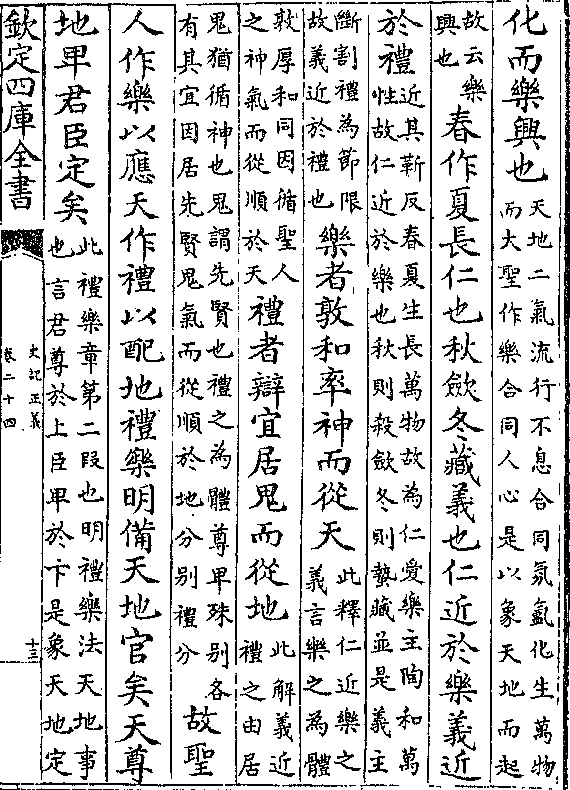 化而樂興也天地二氣流行不息合同氛氳化生萬物
而大聖作樂合同人心是以象天地而起
故云樂
興也
春作夏長仁也秋斂冬藏義也仁近於樂義近
於禮近其靳反春夏生長萬物故為仁愛樂主陶和萬
性故仁近於樂也秋則殺斂冬則蟄藏並是義主
斷割禮為節限
故義近於禮也
樂者敦和率神而從天此釋仁近樂之
義言樂之為體
敦厚和同因循聖人
之神氣而從順於天
禮者辯宜居鬼而從地此解義近
禮之由居
鬼猶循神也鬼謂先賢也禮之為體尊卑殊別各
有其宜因居先賢鬼氣而從順於地分別禮分
故聖
人作樂以應天作禮以配地禮樂明備天地官矣天尊
地卑君臣定矣此禮樂章第二段也明禮樂法天地事
也言君尊於上臣卑於下是象天地定
欽定四庫全書
史記正義
卷二十四
十三